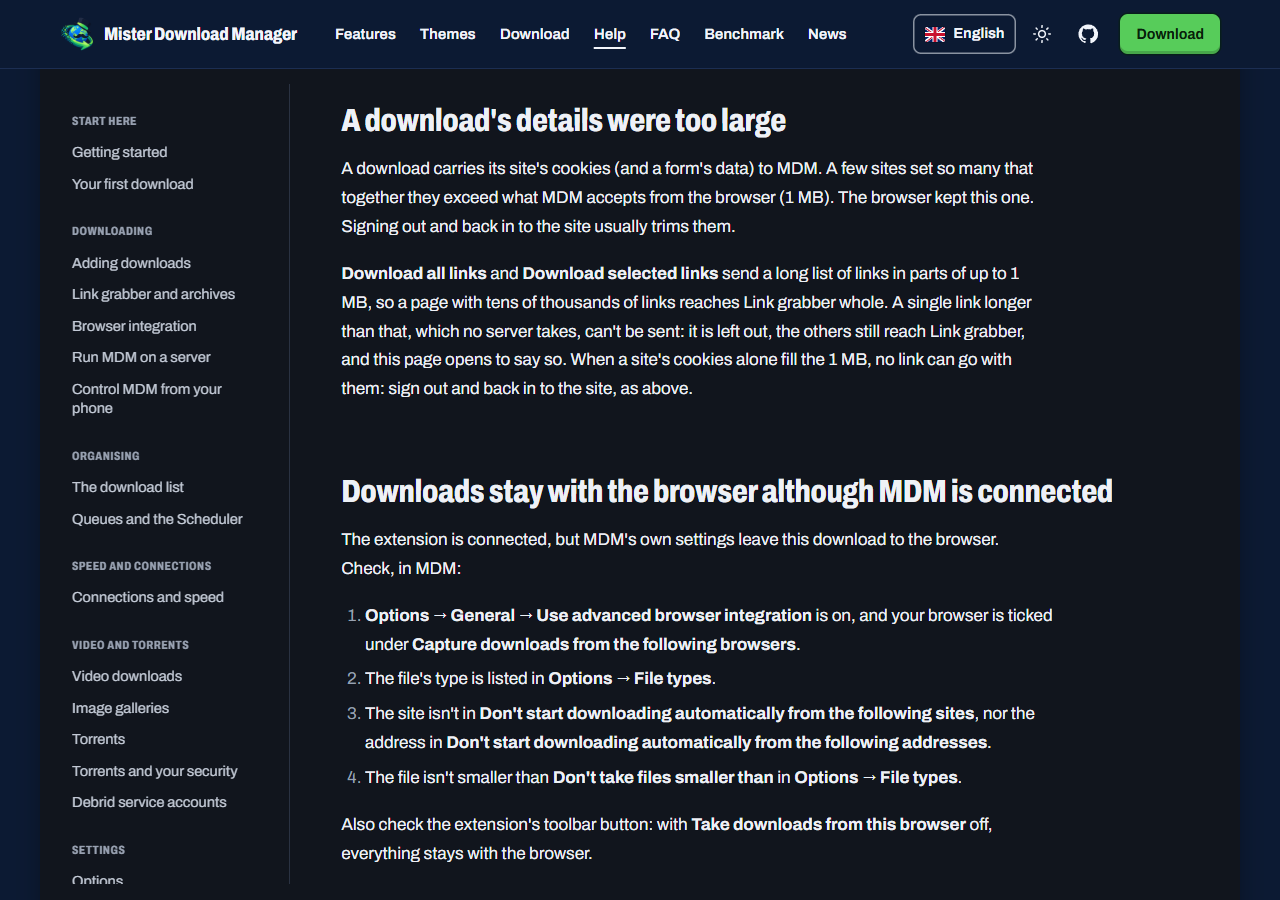 Mister Download Manager
Features
Themes
Download
Help
FAQ
Benchmark
News
English
Download
START HERE
Getting started
Your first download
DOWNLOADING
Adding downloads
Link grabber and archives
Browser integration
Run MDM on a server
Control MDM from your
phone
ORGANISING
The download list
Queues and the Scheduler
SPEED AND CONNECTIONS
Connections and speed
VIDEO AND TORRENTS
Video downloads
Image galleries
Torrents
Torrents and your security
Debrid service accounts
SETTINGS
Options
A download's details were too large
A download carries its site's cookies (and a form's data) to MDM. A few sites set so many that
together they exceed what MDM accepts from the browser (1 MB). The browser kept this one.
Signing out and back in to the site usually trims them.
Download all links and Download selected links send a long list of links in parts of up to 1
MB, so a page with tens of thousands of links reaches Link grabber whole. A single link longer
than that, which no server takes, can't be sent: it is left out, the others still reach Link grabber,
and this page opens to say so. When a site's cookies alone fill the 1 MB, no link can go with
them: sign out and back in to the site, as above.
Downloads stay with the browser although MDM is connected
The extension is connected, but MDM's own settings leave this download to the browser.
Check, in MDM:
1. Options → General → Use advanced browser integration is on, and your browser is ticked
under Capture downloads from the following browsers.
2. The file's type is listed in Options → File types.
3. The site isn't in Don't start downloading automatically from the following sites, nor the
address in Don't start downloading automatically from the following addresses.
4. The file isn't smaller than Don't take files smaller than in Options → File types.
Also check the extension's toolbar button: with Take downloads from this browser off,
everything stays with the browser.